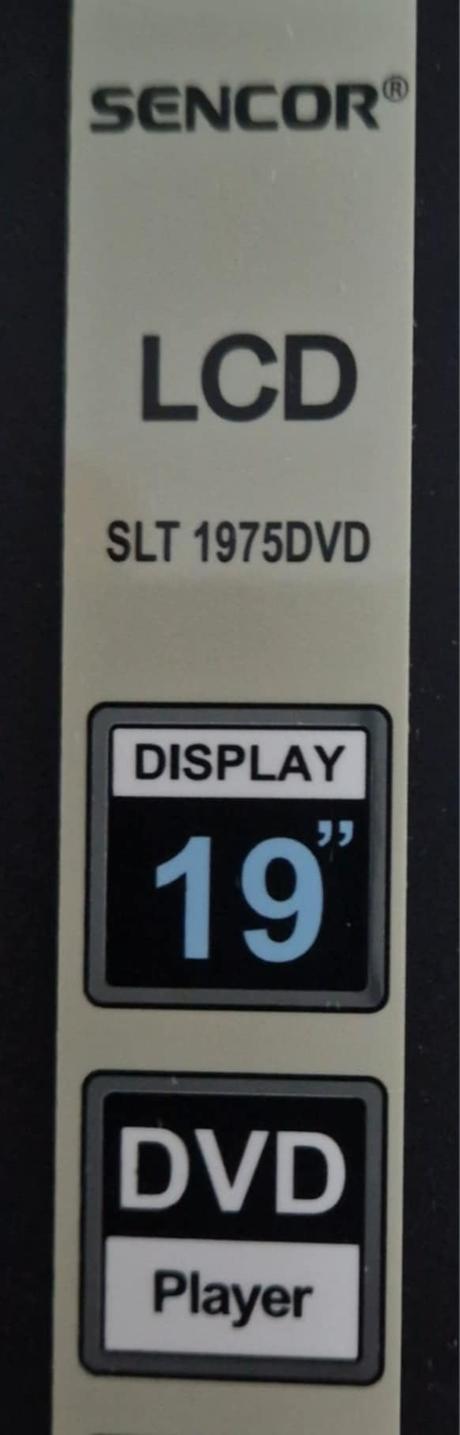 SENCOR®
LCD
SLT 1975DVD
DISPLAY
19”
DVD
Player